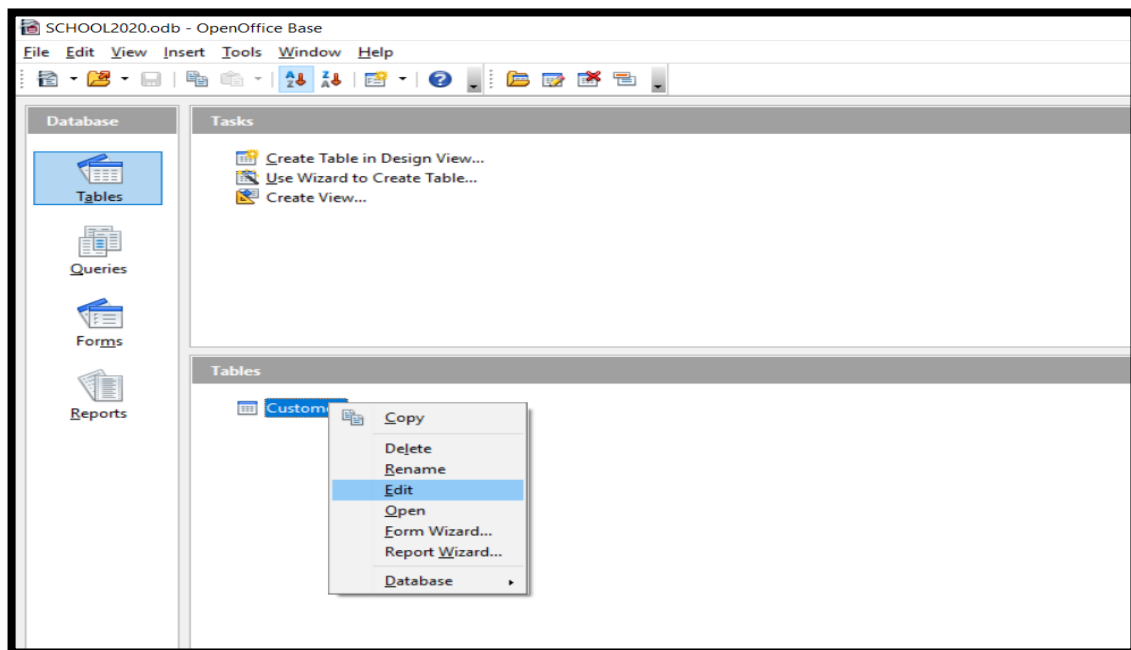 SCHOOL2020.odb - OpenOffice Base
File Edit View Insert Tools Window Help
Database
Tasks
Tables
Queries
Forms
Reports
Create Table in Design View...
Use Wizard to Create Table...
Create View...
Tables
Custome
Copy
Delete
Rename
Edit
Open
Form Wizard...
Report Wizard...
Database